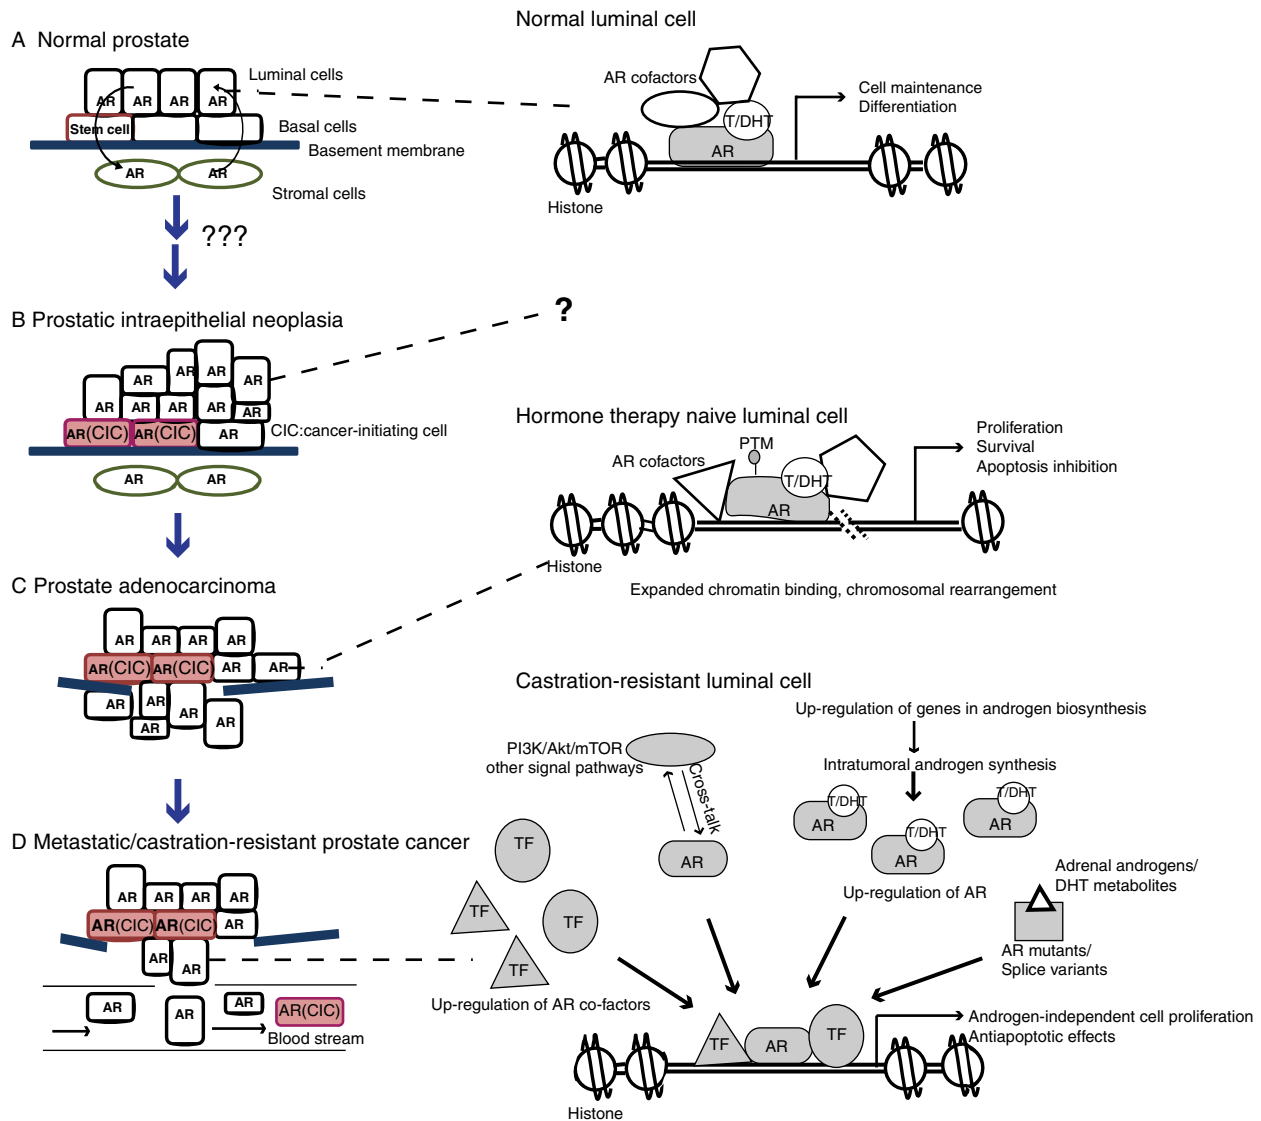 Normal luminal cell
A Normal prostate
Luminal cells
AR AR AR AR
Stem cell
Basal cells
Basement membrane
AR AR
Stromal cells
???
AR cofactors
T/DHT
AR
Cell maintenance
Differentiation
Histone
B Prostatic intraepithelial neoplasia
?
AR AR AR AR
AR AR AR AR AR
AR(CIC) AR(CIC) AR
CIC:cancer-initiating cell
AR AR
Hormone therapy naive luminal cell
PTM
AR cofactors
T/DHT
AR
Proliferation
Survival
Apoptosis inhibition
Histone
Expanded chromatin binding, chromosomal rearrangement
C Prostate adenocarcinoma
AR AR AR AR
AR(CIC) AR(CIC) AR AR
AR AR AR AR
AR
Castration-resistant luminal cell
Up-regulation of genes in androgen biosynthesis
PI3K/Akt/mTOR
other signal pathways
Cross-talk
AR
Intratumoral androgen synthesis
T/DHT
AR
T/DHT
AR
T/DHT
AR
Up-regulation of AR
Adrenal androgens/
DHT metabolites
AR mutants/
Splice variants
D Metastatic/castration-resistant prostate cancer
AR AR AR AR
AR(CIC) AR(CIC) AR
AR AR
AR AR AR AR(CIC)
Blood stream
TF
TF TF
TF
Up-regulation of AR co-factors
TF AR TF
Androgen-independent cell proliferation
Antiapoptotic effects
Histone